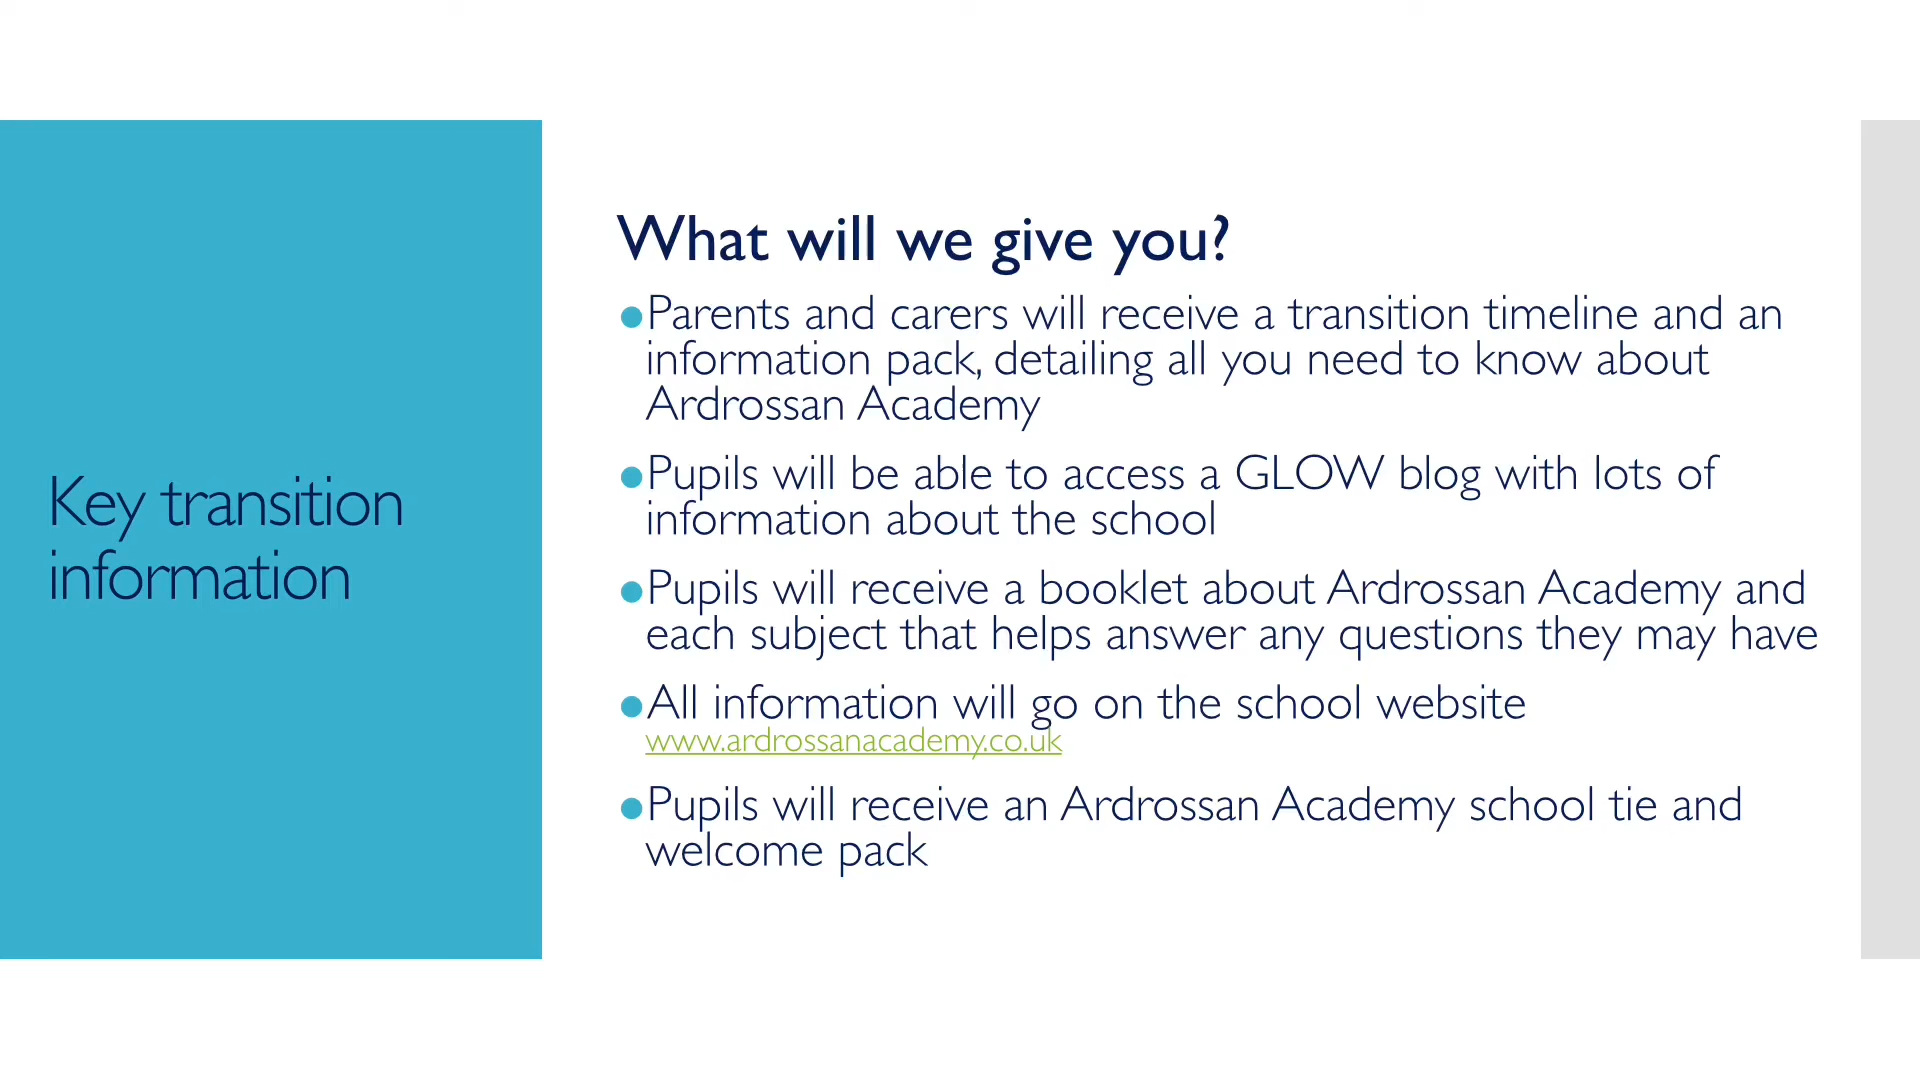 Key transition
information
What will we give you?
●Parents and carers will receive a transition timeline and an
information pack, detailing all you need to know about
Ardrossan Academy
●Pupils will be able to access a GLOW blog with lots of
information about the school
●Pupils will receive a booklet about Ardrossan Academy and
each subject that helps answer any questions they may have
●All information will go on the school website
www.ardrossanacademy.co.uk
●Pupils will receive an Ardrossan Academy school tie and
welcome pack